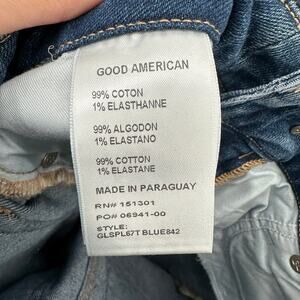 GOOD AMERICAN
99% COTON
1% ELASTHANNE
99% ALGODON
1% ELASTANO
99% COTTON
1% ELASTANE
MADE IN PARAGUAY
RN# 151301
PO# 06941-00
STYLE:
GLSPL67T BLUE842